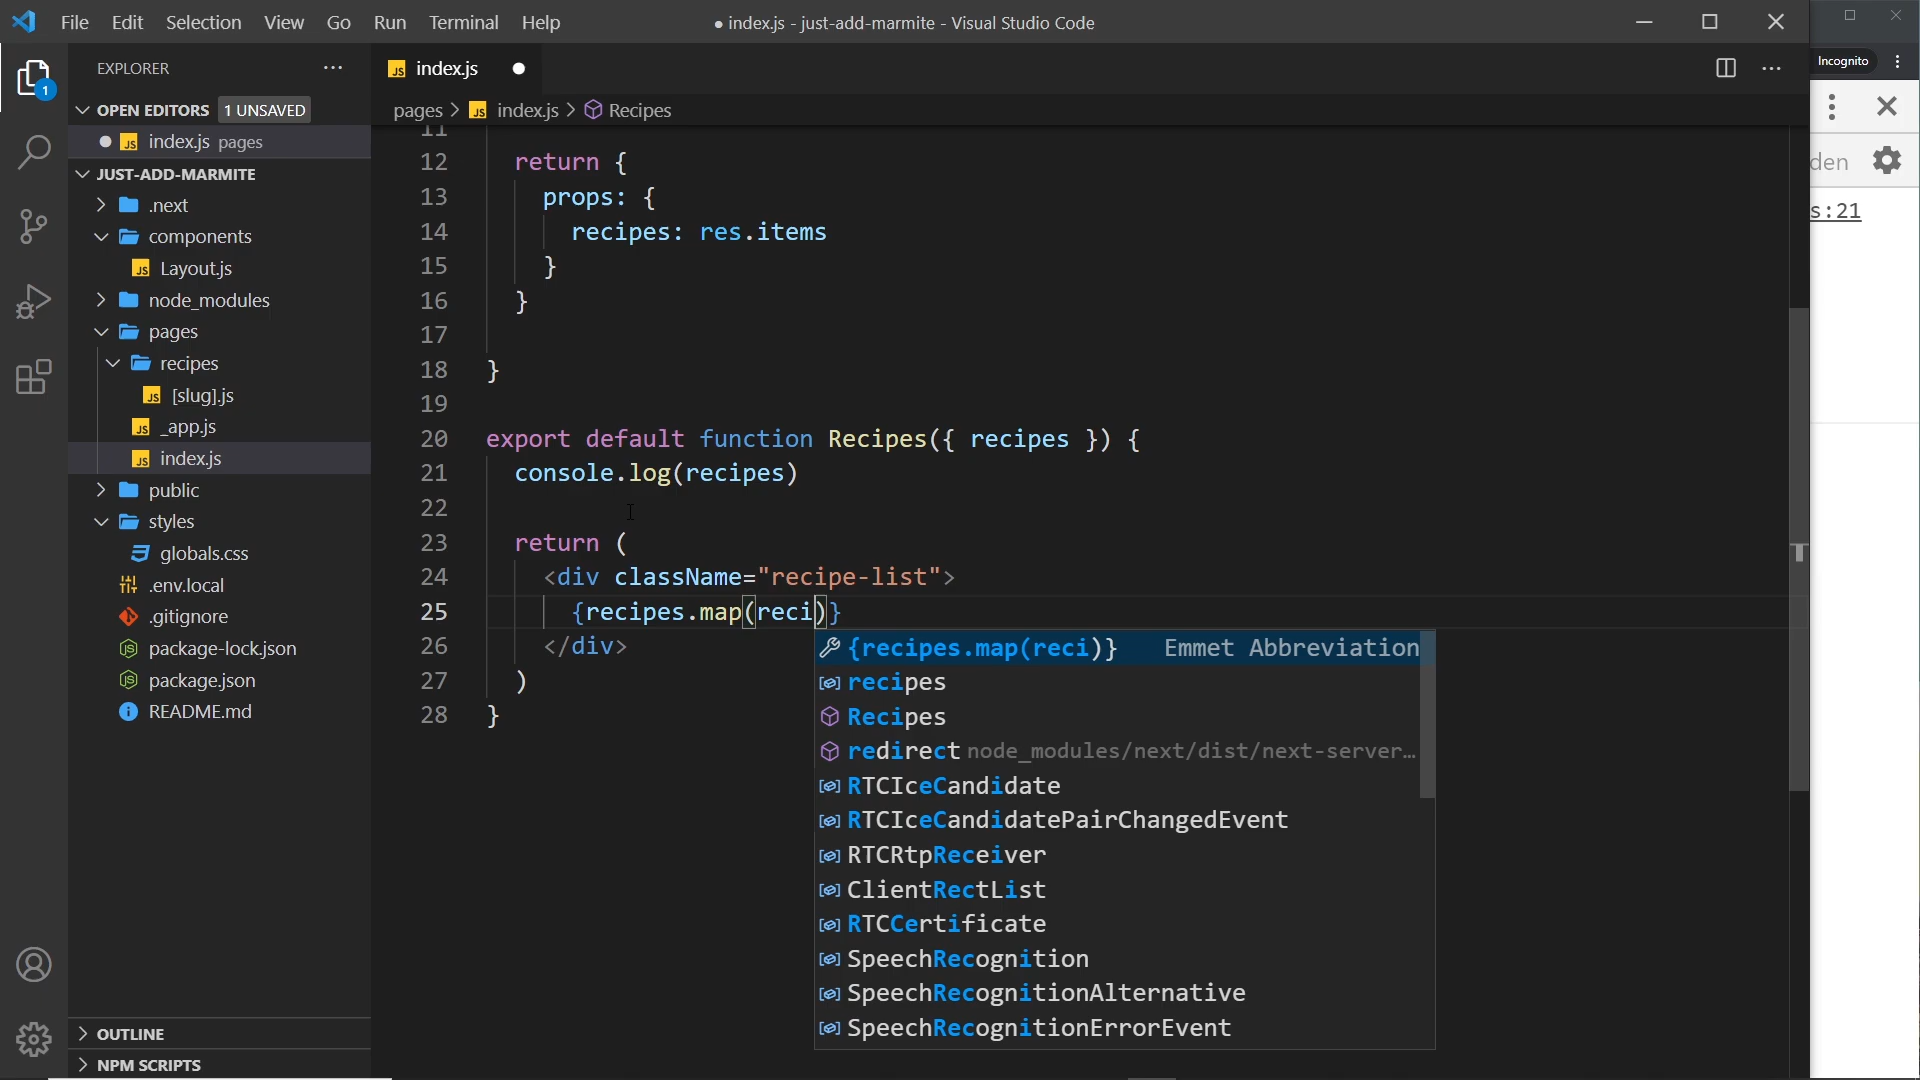 File Edit Selection View Go Run Terminal Help
● index.js - just-add-marmite - Visual Studio Code
Incognito
EXPLORER
index.js
OPEN EDITORS 1 UNSAVED
index.js pages
pages > index.js > Recipes
JUST-ADD-MARMITE
.next
components
Layout.js
node_modules
pages
recipes
[slug].js
_app.js
index.js
public
styles
globals.css
.env.local
.gitignore
package-lock.json
package.json
README.md
OUTLINE
NPM SCRIPTS
1
11
12 return {
13 props: {
14 recipes: res.items
15 }
16 }
17
18 }
19
20 export default function Recipes({ recipes }) {
21 console.log(recipes)
22
23 return (
24 <div className="recipe-list">
25 {recipes.map(reci)}
26 </div>
27 )
28 }
{recipes.map(reci)} Emmet Abbreviation
recipes
Recipes
redirect node_modules/next/dist/next-server…
RTCIceCandidate
RTCIceCandidatePairChangedEvent
RTCRtpReceiver
ClientRectList
RTCCertificate
SpeechRecognition
SpeechRecognitionAlternative
SpeechRecognitionErrorEvent
den
s:21